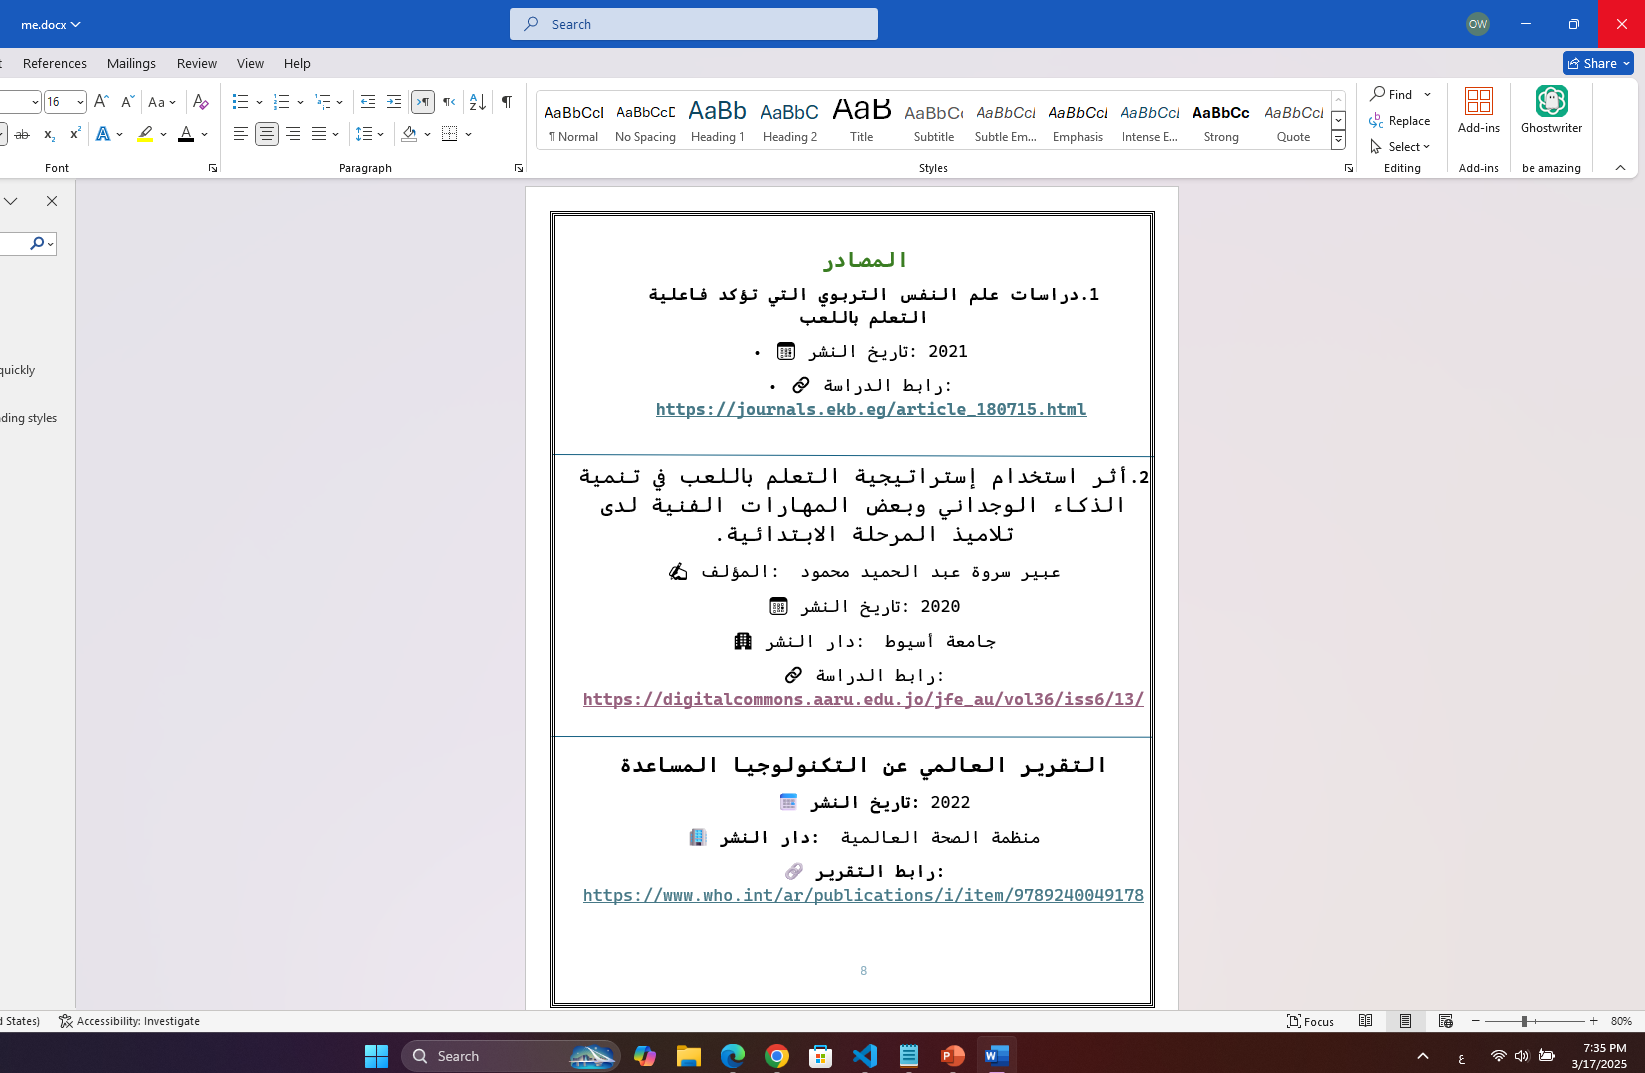 me.docx
Search
OW
References Mailings Review View Help
Share
16
Aa
Font
Paragraph
AaBbCcI AaBbCcD AaBb AaBbC AaB AaBbCc AaBbCcI AaBbCcI AaBbCcI AaBbCc AaBbCcI
¶ Normal No Spacing Heading 1 Heading 2 Title Subtitle Subtle Em... Emphasis Intense E... Strong Quote
Styles
Find
Replace
Select
Editing
Add-ins
Add-ins
Ghostwriter
be amazing
quickly
ding styles
المصادر
1.دراسات علم النفس التربوي التي تؤكد فاعلية
التعلم باللعب
• تاريخ النشر: 2021
• رابط الدراسة:
https://journals.ekb.eg/article_180715.html
2.أثر استخدام إستراتيجية التعلم باللعب في تنمية
الذكاء الوجداني وبعض المهارات الفنية لدى
تلاميذ المرحلة الابتدائية.
المؤلف: عبير سروة عبد الحميد محمود
تاريخ النشر: 2020
دار النشر: جامعة أسيوط
رابط الدراسة:
https://digitalcommons.aaru.edu.jo/jfe_au/vol36/iss6/13/
التقرير العالمي عن التكنولوجيا المساعدة
تاريخ النشر: 2022
دار النشر: منظمة الصحة العالمية
رابط التقرير:
https://www.who.int/ar/publications/i/item/9789240049178
8
d States) Accessibility: Investigate
Focus
80%
Search
ع
7:35 PM
3/17/2025